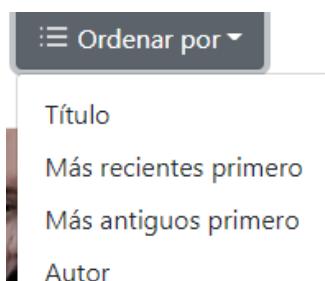 Ordenar por
Título
Más recientes primero
Más antiguos primero
Autor